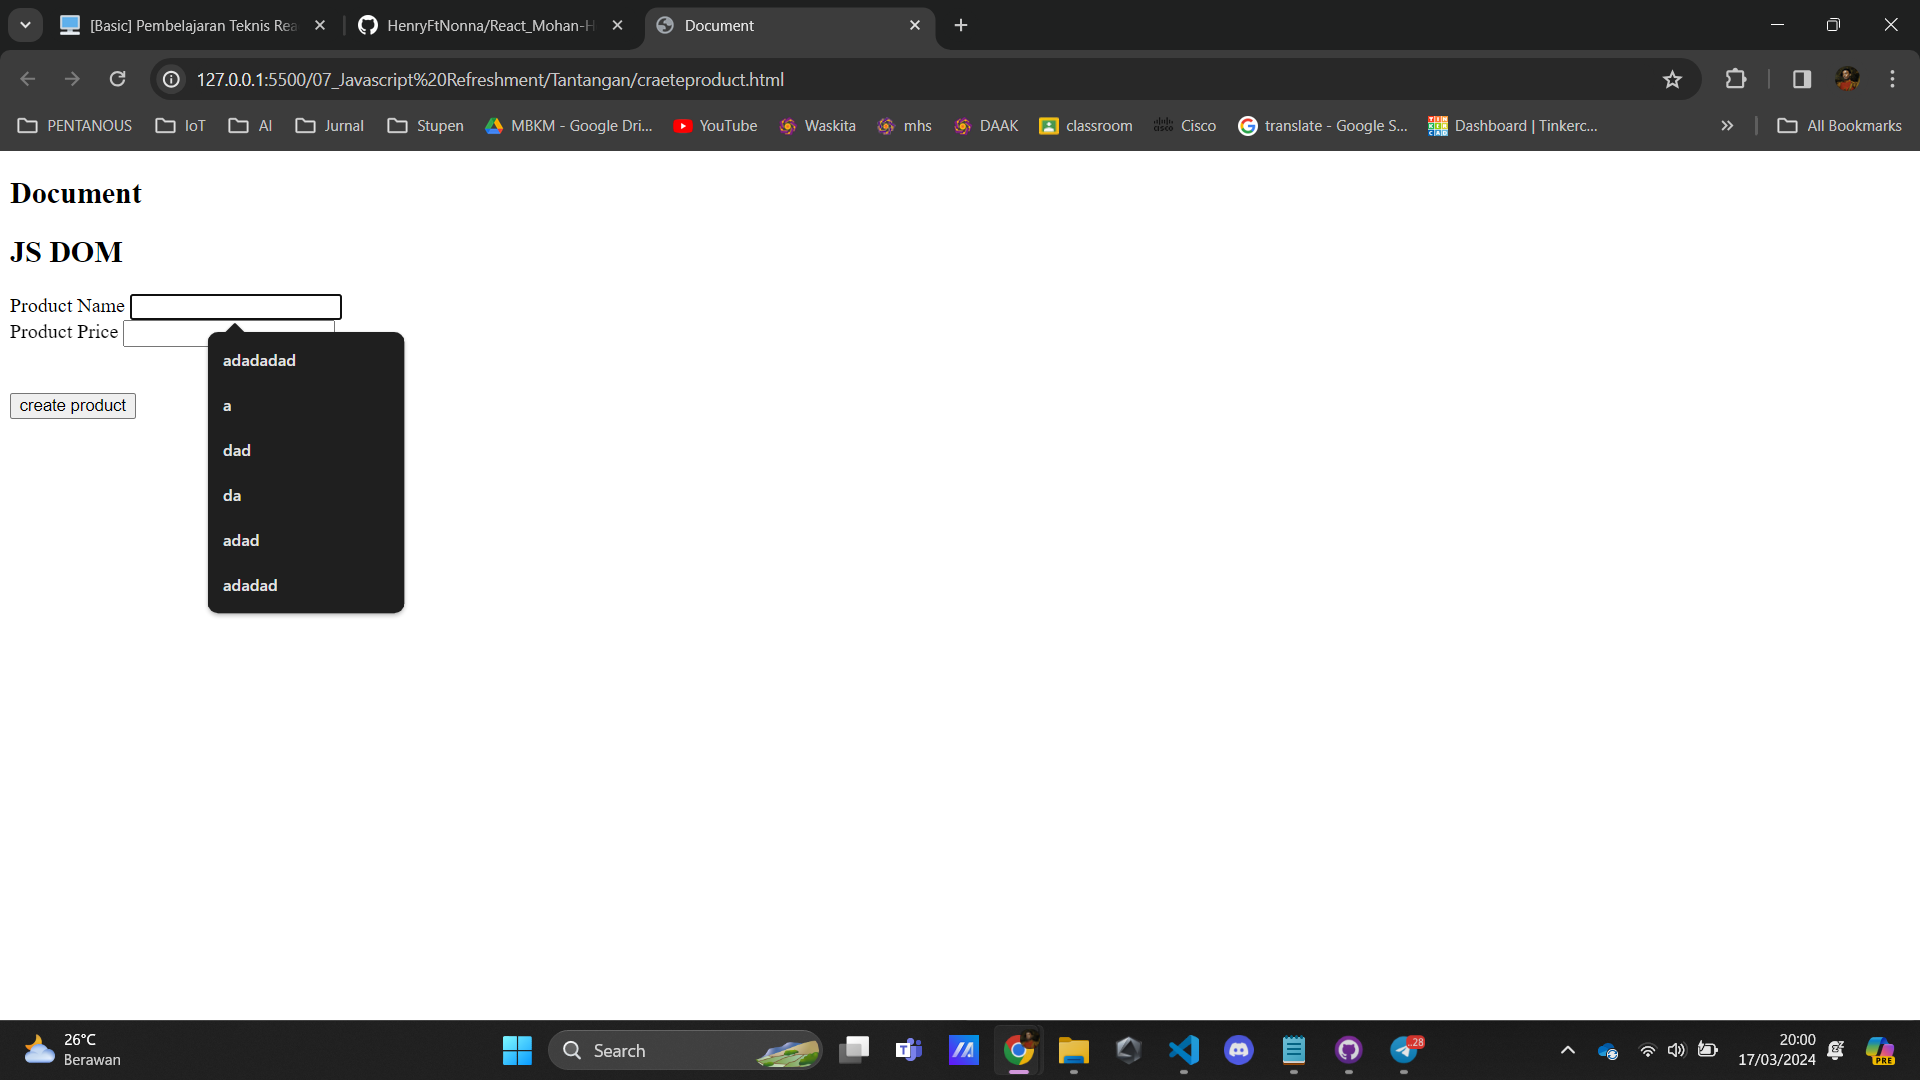 [Basic] Pembelajaran Teknis Rea
HenryFtNonna/React_Mohan-H
Document
127.0.0.1:5500/07_Javascript%20Refreshment/Tantangan/craeteproduct.html
PENTANOUS
IoT
AI
Jurnal
Stupen
MBKM - Google Dri...
YouTube
Waskita
mhs
DAAK
classroom
Cisco
translate - Google S...
Dashboard | Tinkerc...
All Bookmarks
Document
JS DOM
Product Name
Product Price
adadadad
a
dad
da
adad
adadad
create product
26°C
Berawan
Search
28
20:00
17/03/2024
PRE